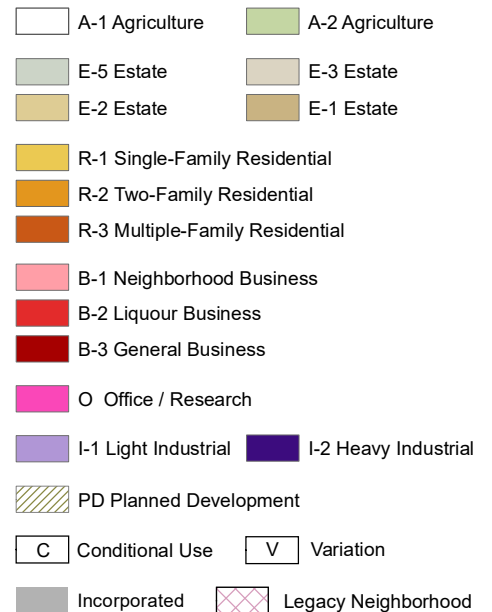 A-1 Agriculture A-2 Agriculture
E-5 Estate E-3 Estate
E-2 Estate E-1 Estate
R-1 Single-Family Residential
R-2 Two-Family Residential
R-3 Multiple-Family Residential
B-1 Neighborhood Business
B-2 Liquour Business
B-3 General Business
O Office / Research
I-1 Light Industrial I-2 Heavy Industrial
PD Planned Development
C Conditional Use V Variation
Incorporated Legacy Neighborhood